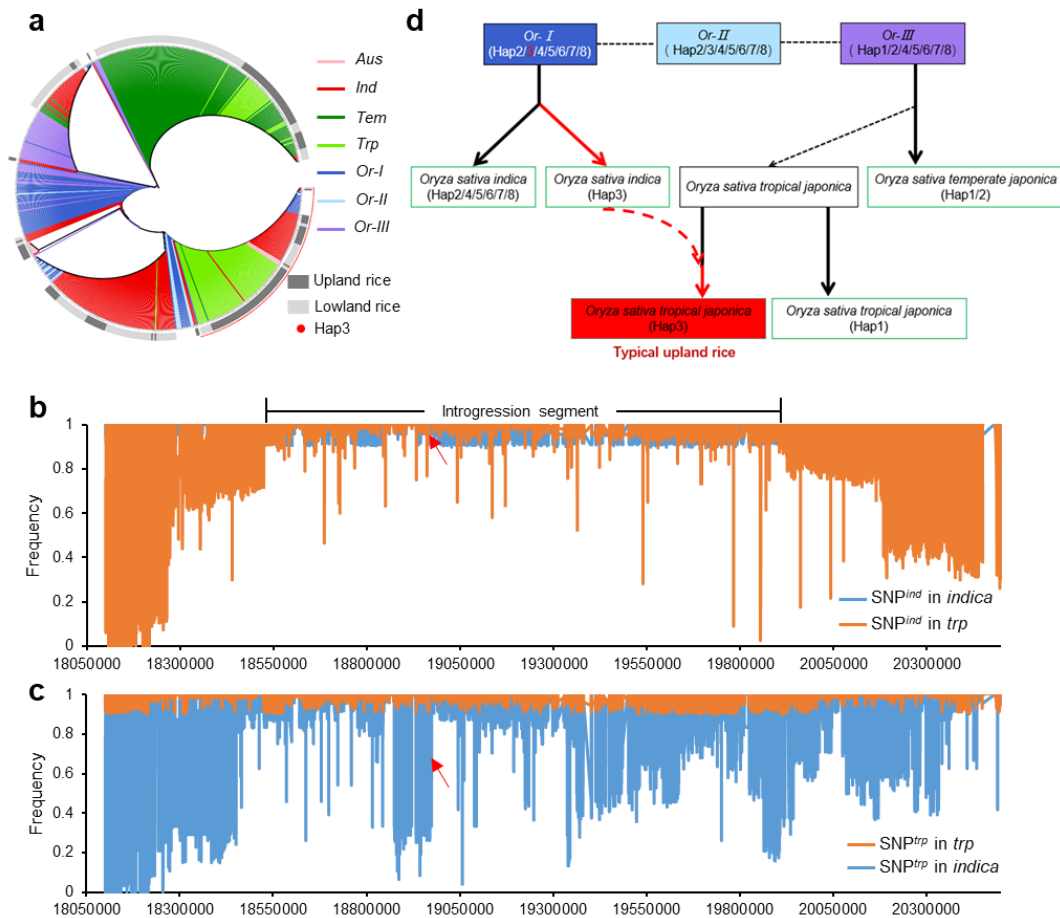 a
Aus
Ind
Tem
Trp
Or-I
Or-II
Or-III
Upland rice
Lowland rice
Hap3
d
Or- I
(Hap2/3/4/5/6/7/8)
Or-II
( Hap2/3/4/5/6/7/8)
Or-III
( Hap1/2/4/5/6/7/8)
Oryza sativa indica
(Hap2/4/5/6/7/8)
Oryza sativa indica
(Hap3)
Oryza sativa tropical japonica
Oryza sativa temperate japonica
(Hap1/2)
Oryza sativa tropical japonica
(Hap3)
Oryza sativa tropical japonica
(Hap1)
Typical upland rice
b
Introgression segment
Frequency
1
0.8
0.6
0.4
0.2
0
SNPind in indica
SNPind in trp
18050000 18300000 18550000 18800000 19050000 19300000 19550000 19800000 20050000 20300000
c
Frequency
1
0.8
0.6
0.4
0.2
0
SNPtrp in trp
SNPtrp in indica
18050000 18300000 18550000 18800000 19050000 19300000 19550000 19800000 20050000 20300000